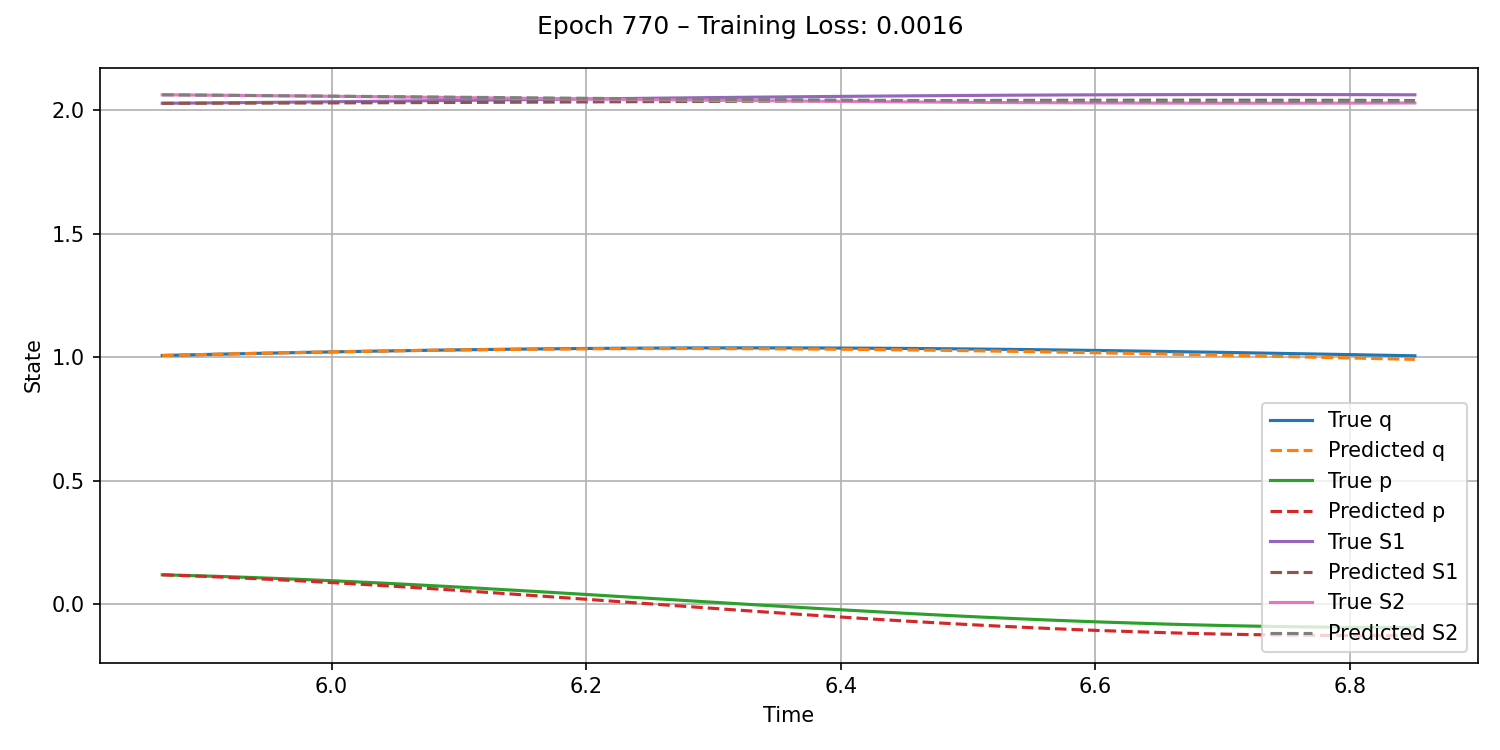 Epoch 770 – Training Loss: 0.0016
2.0
1.5
1.0
0.5
0.0
State
6.0 6.2 6.4 6.6 6.8
Time
True q
Predicted q
True p
Predicted p
True S1
Predicted S1
True S2
Predicted S2